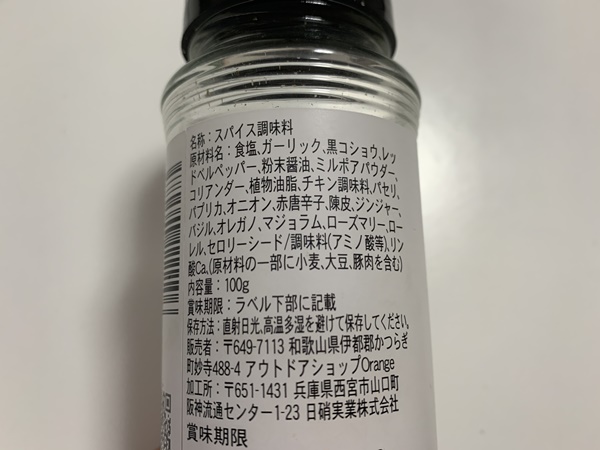 名称：スパイス調味料
原材料名：食塩、ガーリック、黒コショウ、レッ
ドベルペッパー、粉末醤油、ミルポアパウダー、
コリアンダー、植物油脂、チキン調味料、パセリ、
パプリカ、オニオン、赤唐辛子、陳皮、ジンジャー、
バジル、オレガノ、マジョラム、ローズマリー、ロー
レル、セロリーシード/調味料(アミノ酸等)、リン
酸Ca、(原材料の一部に小麦、大豆、豚肉を含む)
内容量：100g
賞味期限：ラベル下部に記載
保存方法：直射日光、高温多湿を避けて保存してください。
販売者：〒649-7113 和歌山県伊都郡かつらぎ
町妙寺488-4 アウトドアショップOrange
加工所：〒651-1431 兵庫県西宮市山口町
阪神流通センター1-23 日硝実業株式会社
賞味期限